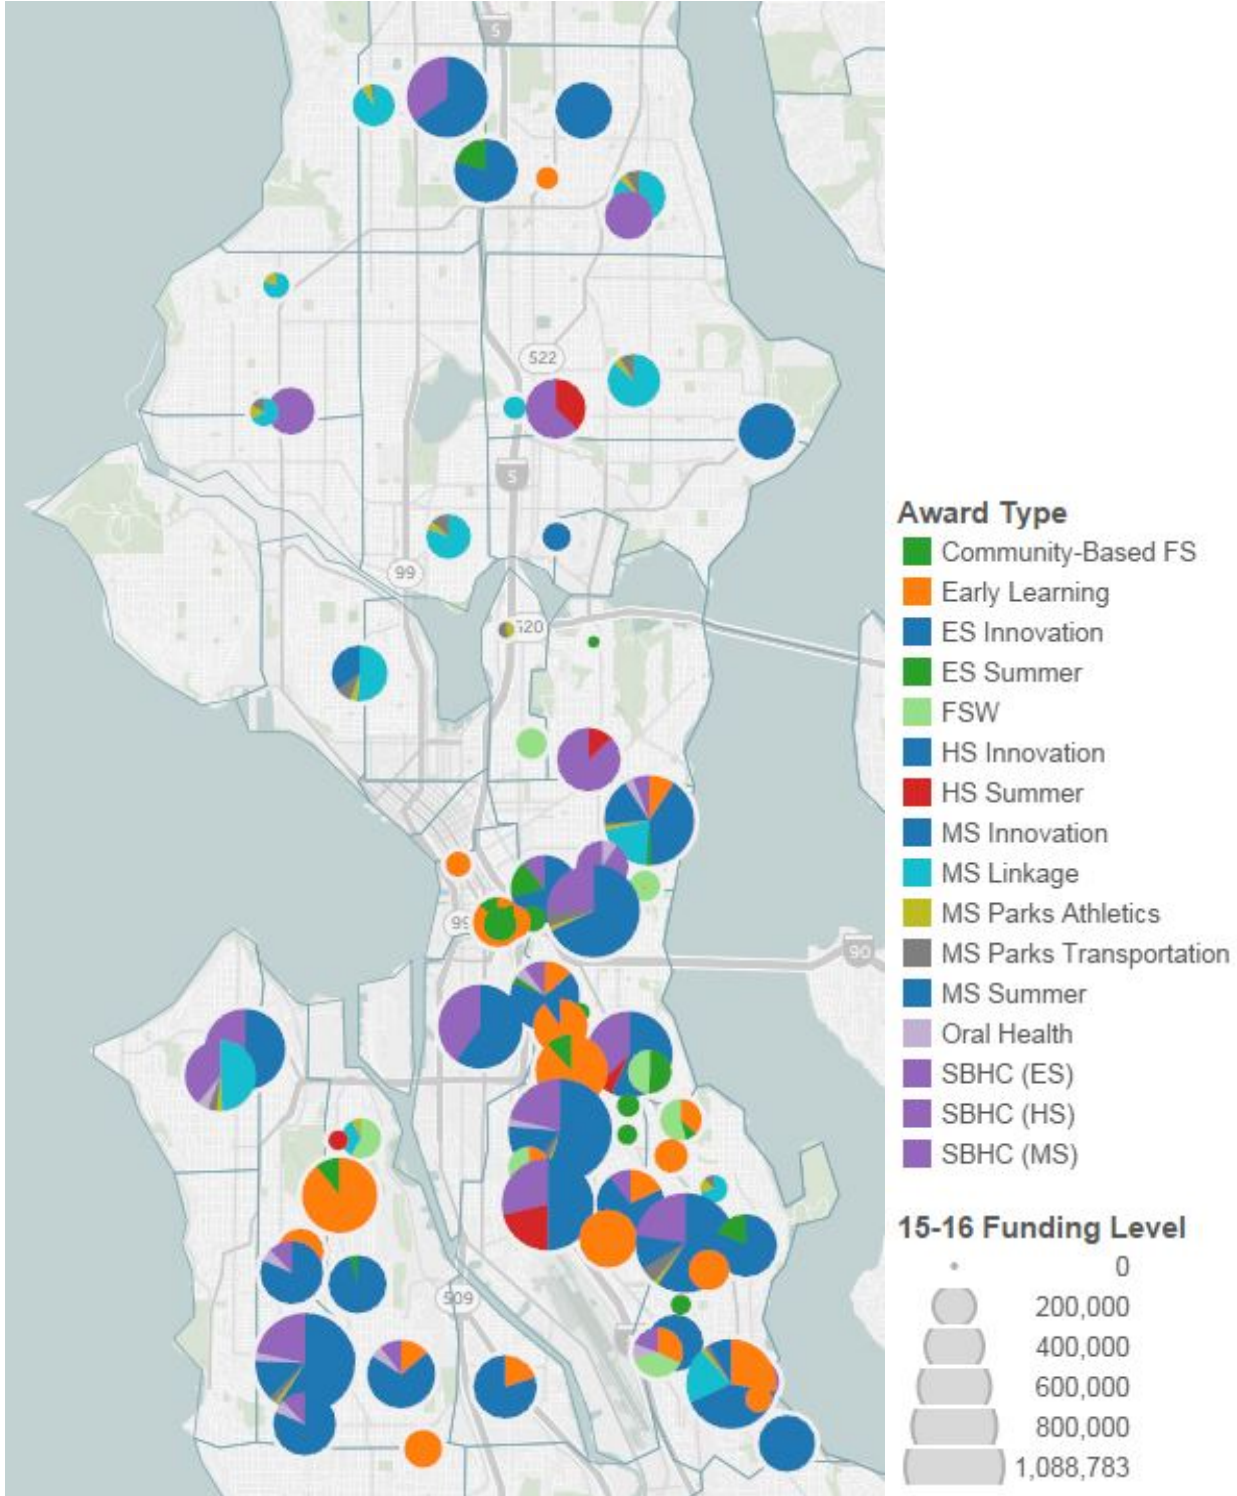 5
522
5
99
520
99
90
509
Award Type
Community-Based FS
Early Learning
ES Innovation
ES Summer
FSW
HS Innovation
HS Summer
MS Innovation
MS Linkage
MS Parks Athletics
MS Parks Transportation
MS Summer
Oral Health
SBHC (ES)
SBHC (HS)
SBHC (MS)
15-16 Funding Level
0
200,000
400,000
600,000
800,000
1,088,783